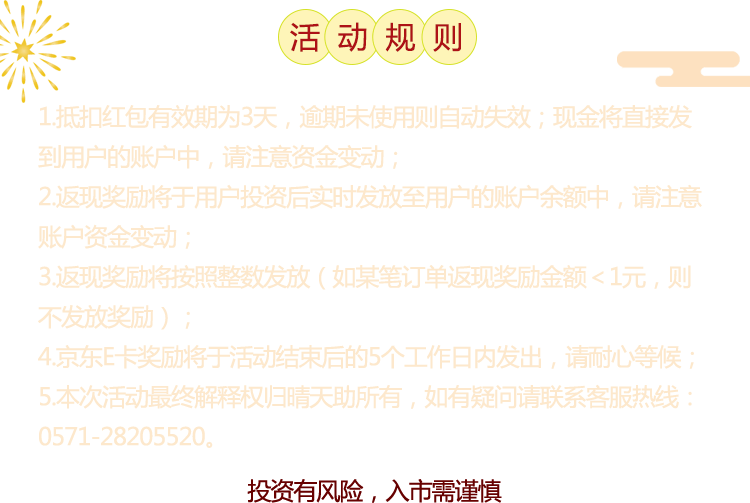 活动规则
1.抵扣红包有效期为3天，逾期未使用则自动失效；现金将直接发
到用户的账户中，请注意资金变动；
2.返现奖励将于用户投资后实时发放至用户的账户余额中，请注意
账户资金变动；
3.返现奖励将按照整数发放（如某笔订单返现奖励金额＜1元，则
不发放奖励）；
4.京东E卡奖励将于活动结束后的5个工作日内发出，请耐心等候；
5.本次活动最终解释权归晴天助所有，如有疑问请联系客服热线：
0571-28205520。
投资有风险，入市需谨慎